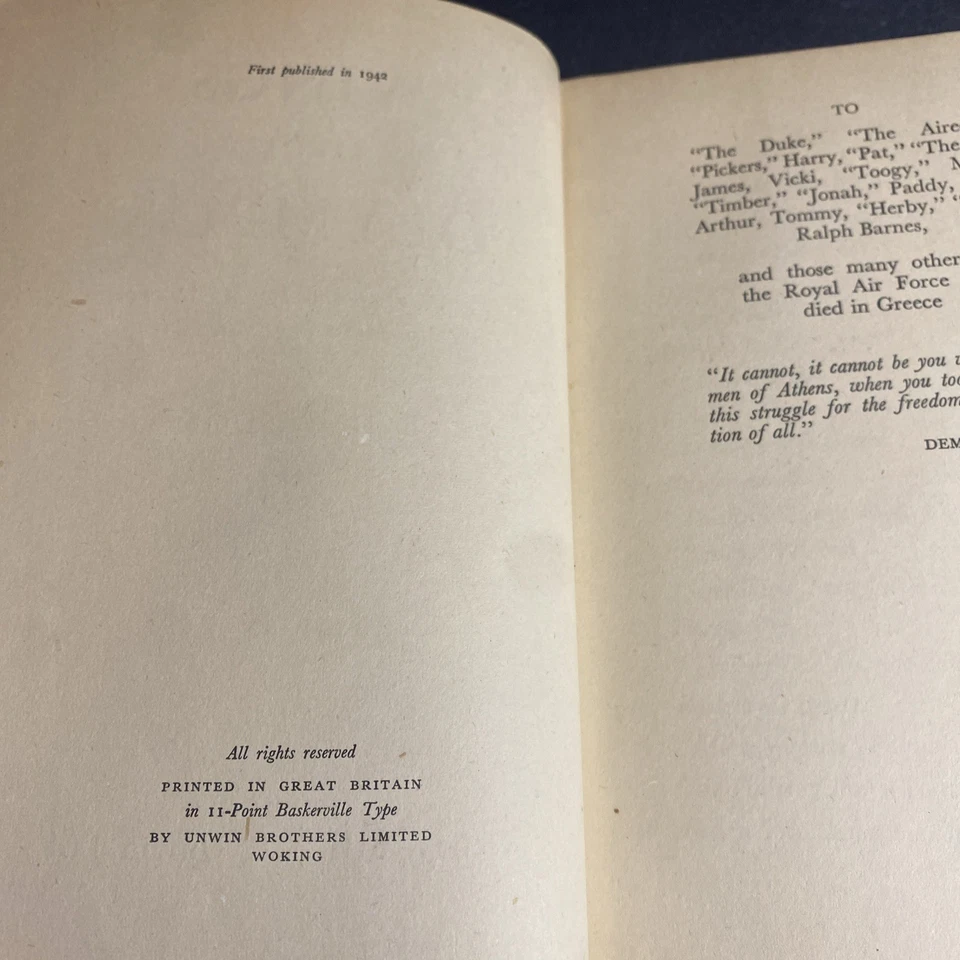 First published in 1942
All rights reserved
PRINTED IN GREAT BRITAIN
in 11-Point Baskerville Type
BY UNWIN BROTHERS LIMITED
WOKING
TO
"The Duke," "The Aire
"Pickers," Harry, "Pat," "The
James, Vicki, "Toogy," M
"Timber," "Jonah," Paddy,
Arthur, Tommy, "Herby," "
Ralph Barnes,
and those many other
the Royal Air Force
died in Greece
"It cannot, it cannot be you
men of Athens, when you too
this struggle for the freedom
tion of all."
DEM